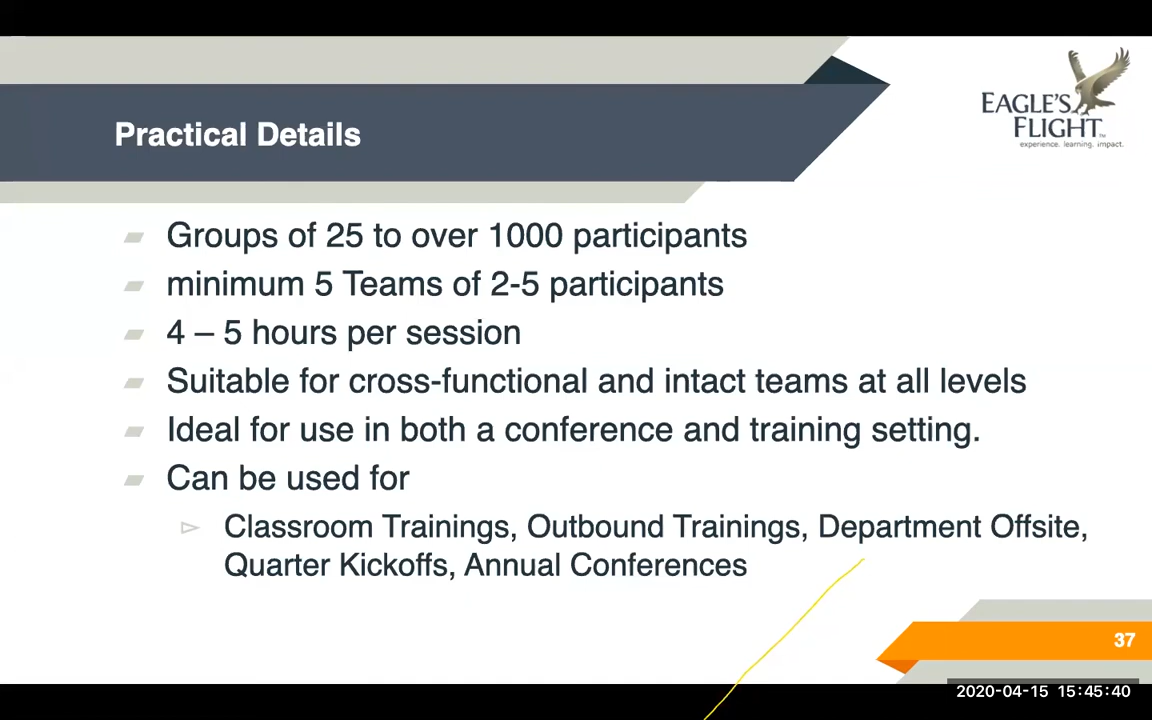 Practical Details
EAGLE'S
FLIGHT™
experience. learning. impact.
Groups of 25 to over 1000 participants
minimum 5 Teams of 2-5 participants
4 – 5 hours per session
Suitable for cross-functional and intact teams at all levels
Ideal for use in both a conference and training setting.
Can be used for
Classroom Trainings, Outbound Trainings, Department Offsite,
Quarter Kickoffs, Annual Conferences
37
2020-04-15 15:45:40